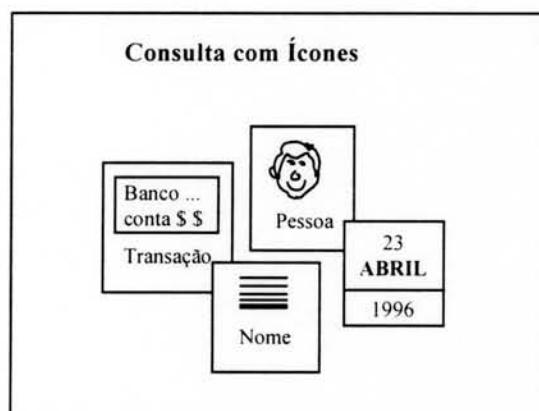 Consulta com Ícones
Banco ...
conta $ $
Transação
Pessoa
Nome
23
ABRIL
1996